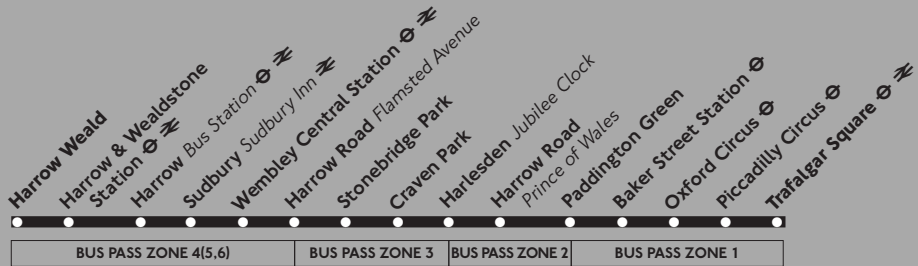 Harrow Weald
Harrow & Wealdstone
Station
Harrow Bus Station
Sudbury Sudbury Inn
Wembley Central Station
Harrow Road Flamsted Avenue
Stonebridge Park
Craven Park
Harlesden Jubilee Clock
Harrow Road
Prince of Wales
Paddington Green
Baker Street Station
Oxford Circus
Piccadilly Circus
Trafalgar Square
BUS PASS ZONE 4(5,6)
BUS PASS ZONE 3
BUS PASS ZONE 2
BUS PASS ZONE 1